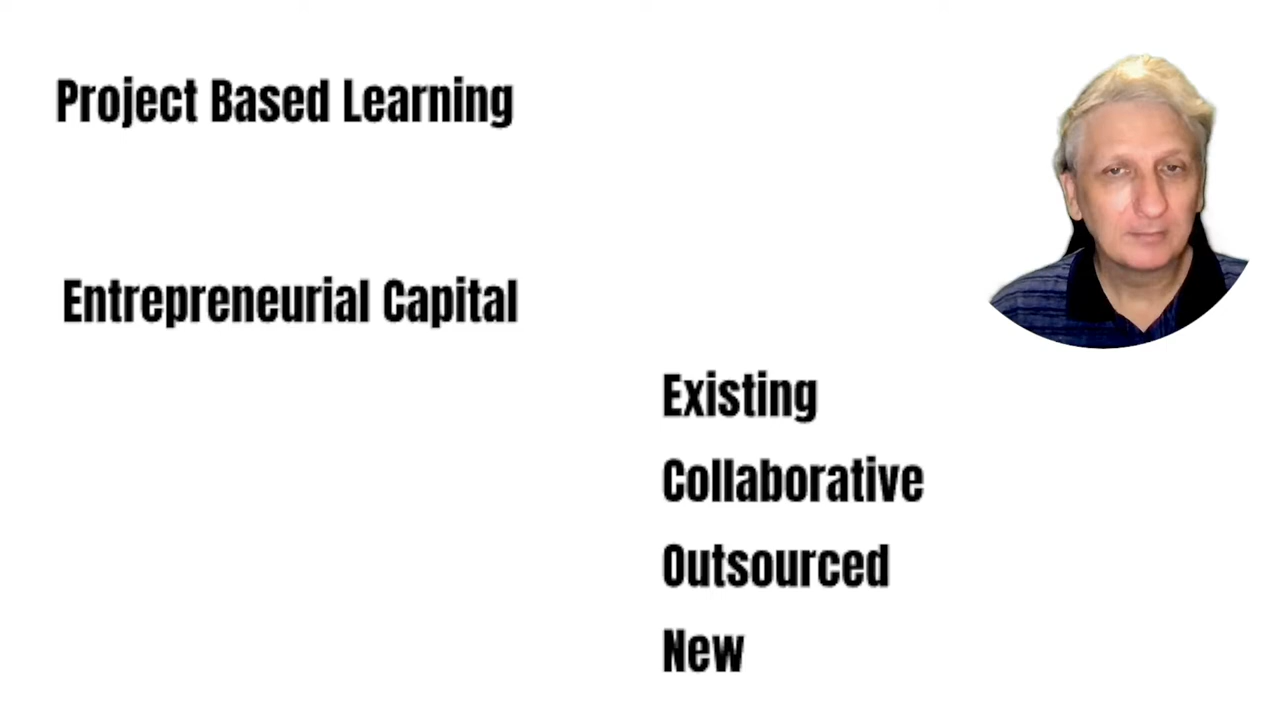 Project Based Learning
Entrepreneurial Capital
Existing
Collaborative
Outsourced
New